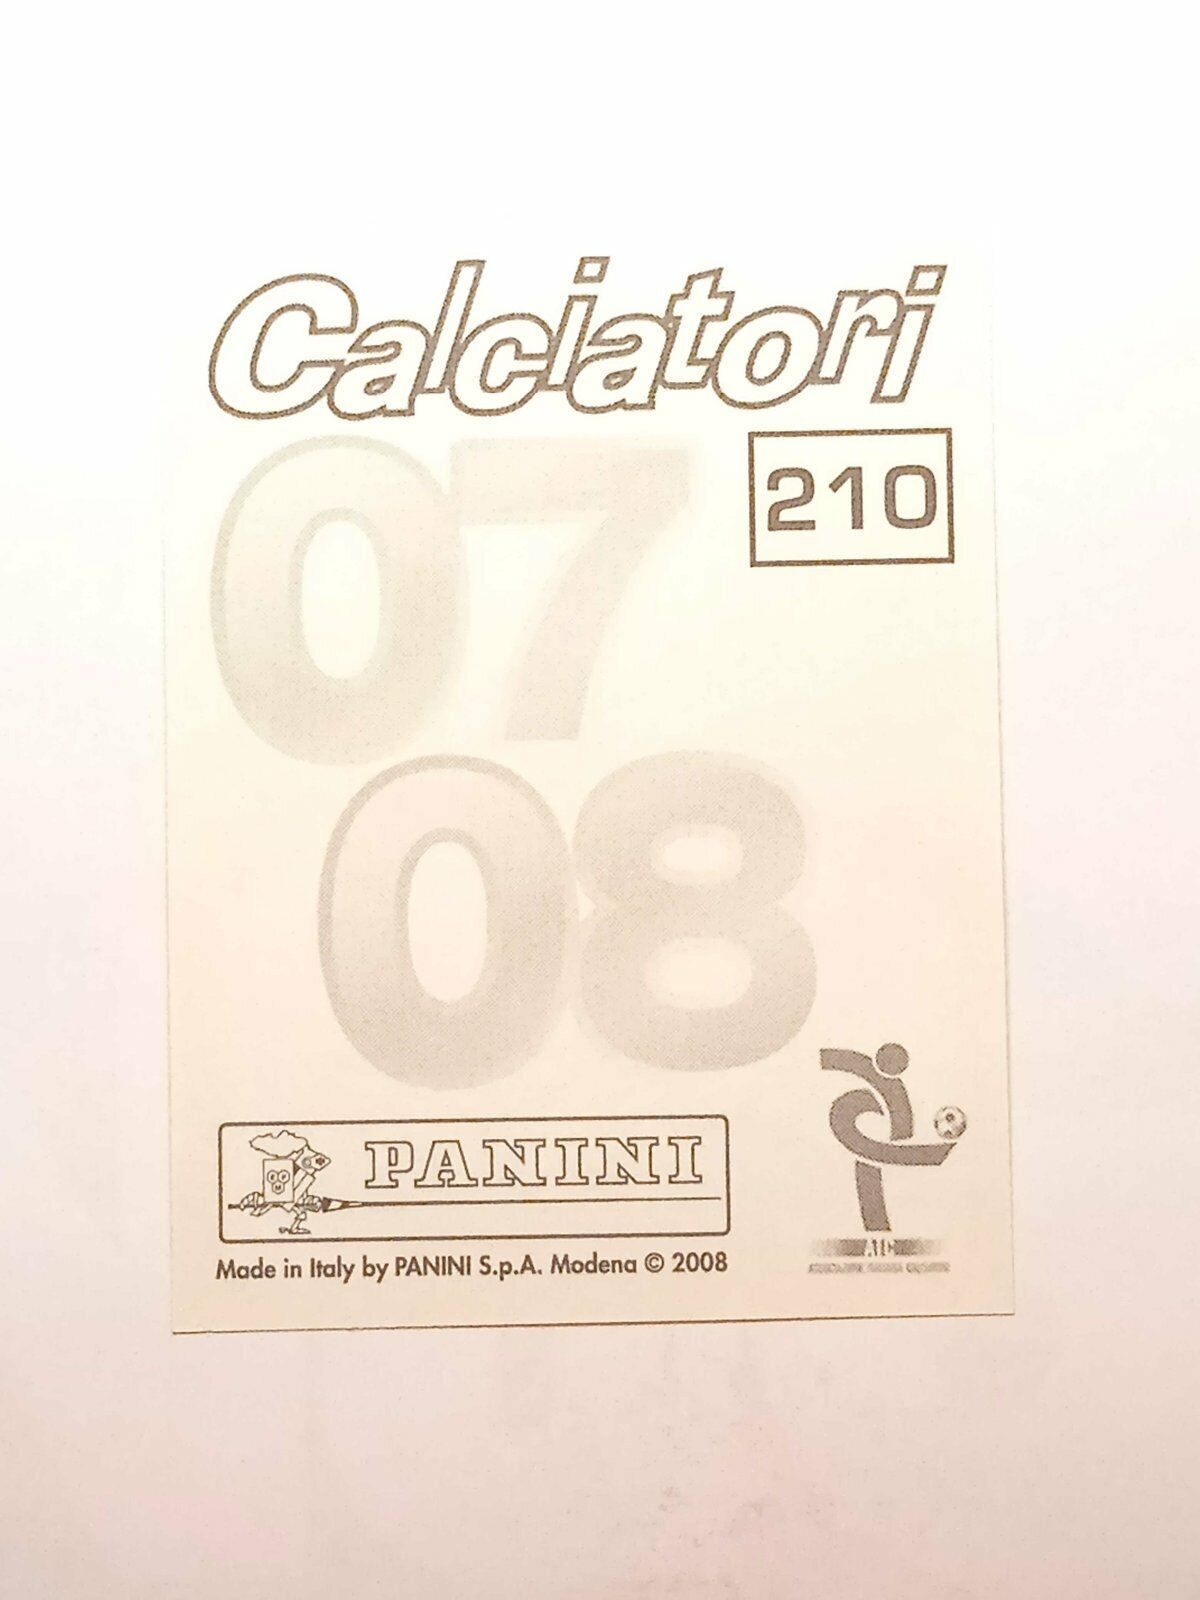 Calciatori
07
210
08
PANINI
Made in Italy by PANINI S.p.A. Modena © 2008